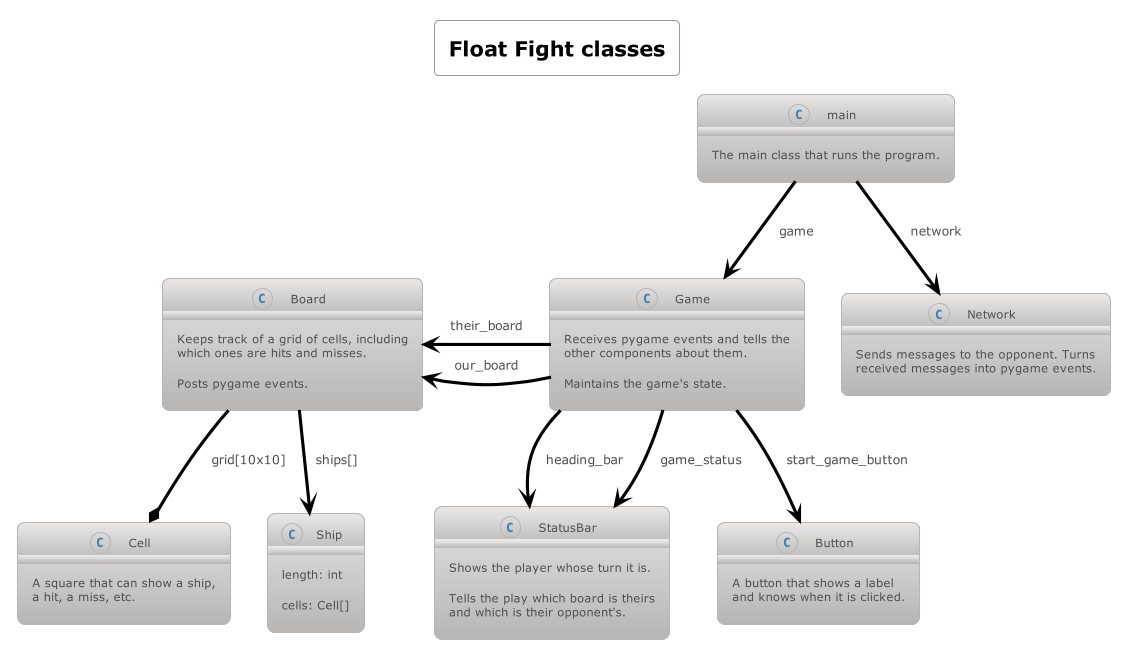 Float Fight classes
C main
The main class that runs the program.
game
network
C Board
Keeps track of a grid of cells, including
which ones are hits and misses.
Posts pygame events.
their_board
our_board
C Game
Receives pygame events and tells the
other components about them.
Maintains the game's state.
C Network
Sends messages to the opponent. Turns
received messages into pygame events.
grid[10x10]
ships[]
heading_bar
game_status
start_game_button
C Cell
A square that can show a ship,
a hit, a miss, etc.
C Ship
length: int
cells: Cell[]
C StatusBar
Shows the player whose turn it is.
Tells the play which board is theirs
and which is their opponent's.
C Button
A button that shows a label
and knows when it is clicked.